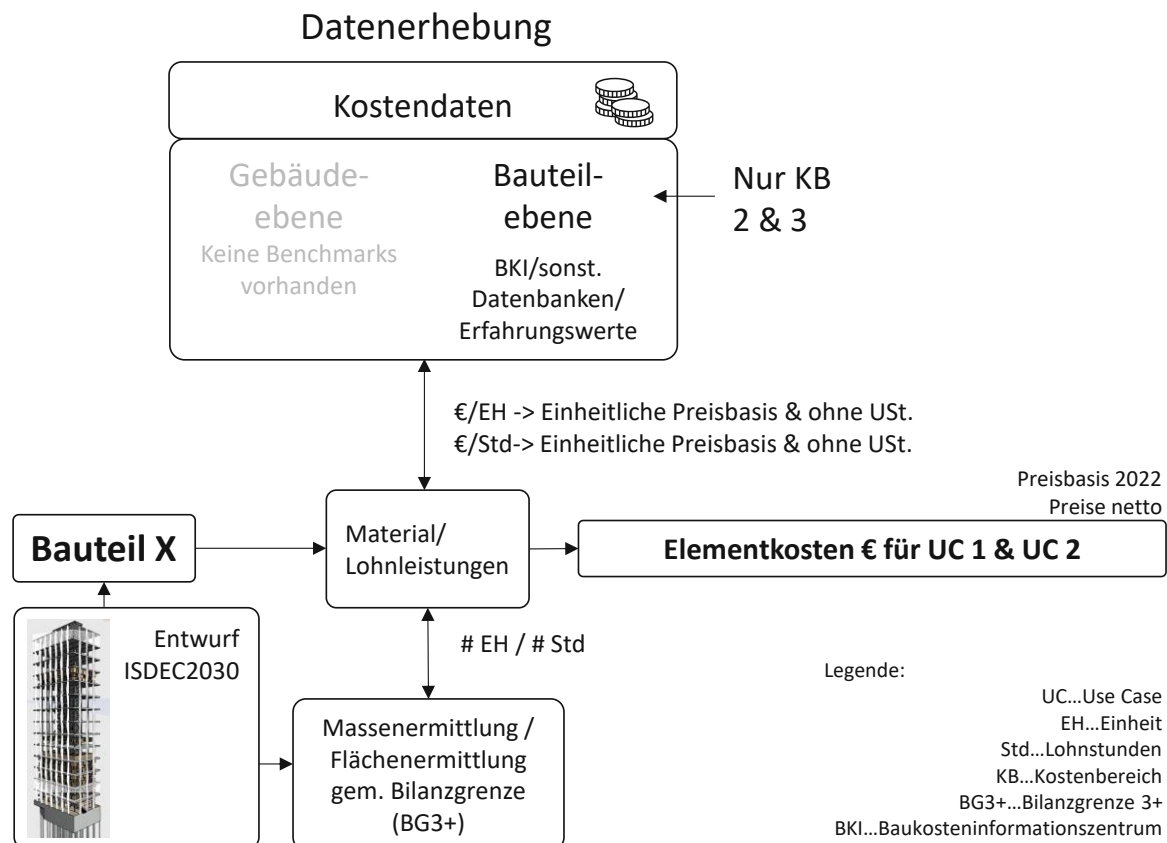 Datenerhebung
Kostendaten
Gebäude-
ebene
Keine Benchmarks
vorhanden
Bauteil-
ebene
BKI/sonst.
Datenbanken/
Erfahrungswerte
Nur KB
2 & 3
€/EH -> Einheitliche Preisbasis & ohne USt.
€/Std-> Einheitliche Preisbasis & ohne USt.
Preisbasis 2022
Preise netto
Bauteil X
Material/
Lohnleistungen
Elementkosten € für UC 1 & UC 2
Entwurf
ISDEC2030
# EH / # Std
Massenermittlung /
Flächenermittlung
gem. Bilanzgrenze
(BG3+)
Legende:
UC...Use Case
EH...Einheit
Std...Lohnstunden
KB...Kostenbereich
BG3+...Bilanzgrenze 3+
BKI...Baukosteninformationszentrum